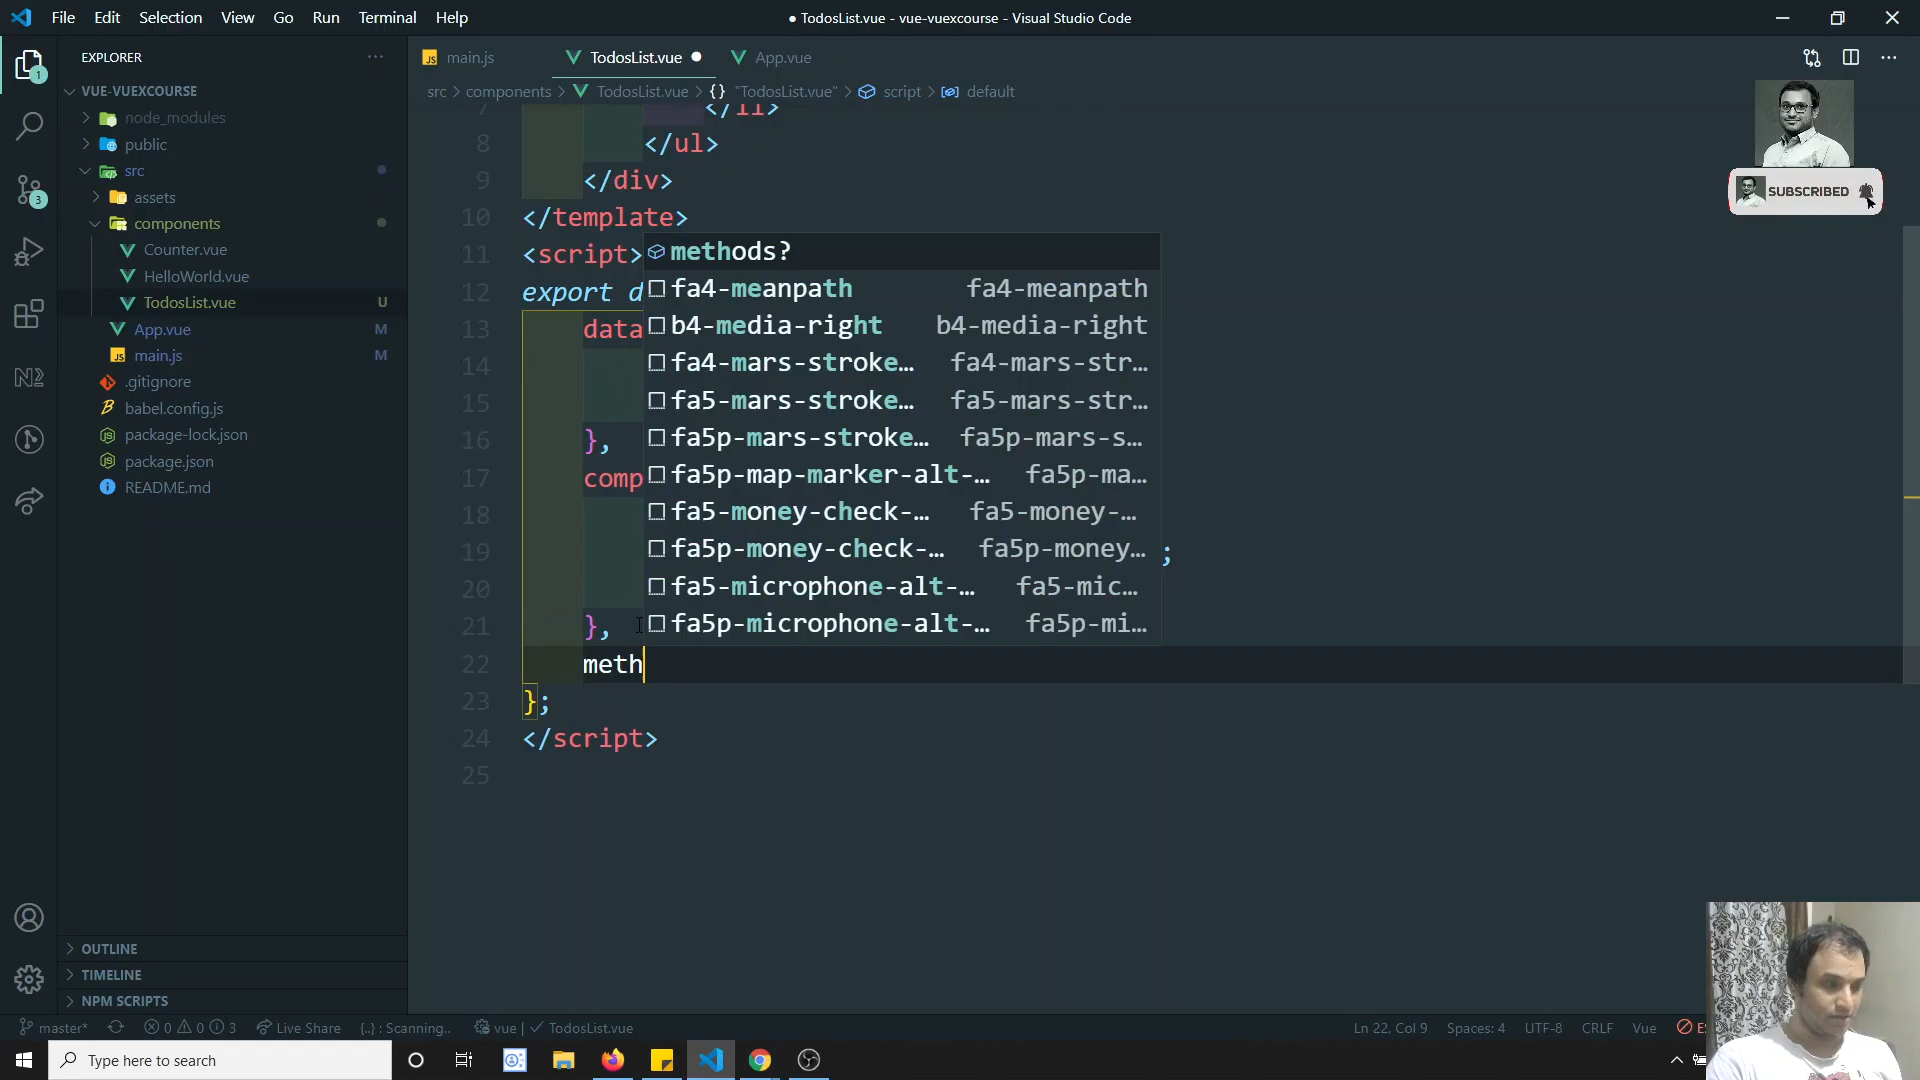 File Edit Selection View Go Run Terminal Help
● TodosList.vue - vue-vuexcourse - Visual Studio Code
EXPLORER
VUE-VUEXCOURSE
node_modules
public
src
assets
components
Counter.vue
HelloWorld.vue
TodosList.vue U
App.vue M
main.js M
.gitignore
babel.config.js
package-lock.json
package.json
README.md
OUTLINE
TIMELINE
NPM SCRIPTS
1
3
main.js TodosList.vue App.vue
src > components > TodosList.vue > {} "TodosList.vue" > script > default
7 </li>
8 </ul>
9 </div>
10 </template>
11 <script>
12 export d
13 data
14
15
16 },
17 comp
18
19 ;
20
21 },
22 meth
23 };
24 </script>
25
methods?
fa4-meanpath fa4-meanpath
b4-media-right b4-media-right
fa4-mars-stroke… fa4-mars-str…
fa5-mars-stroke… fa5-mars-str…
fa5p-mars-stroke… fa5p-mars-s…
fa5p-map-marker-alt-… fa5p-ma…
fa5-money-check-… fa5-money-…
fa5p-money-check-… fa5p-money…
fa5-microphone-alt-… fa5-mic…
fa5p-microphone-alt-… fa5p-mi…
SUBSCRIBED
master* 0 0 3 Live Share {..} : Scanning.. vue | ✓ TodosList.vue
Ln 22, Col 9 Spaces: 4 UTF-8 CRLF Vue
Type here to search